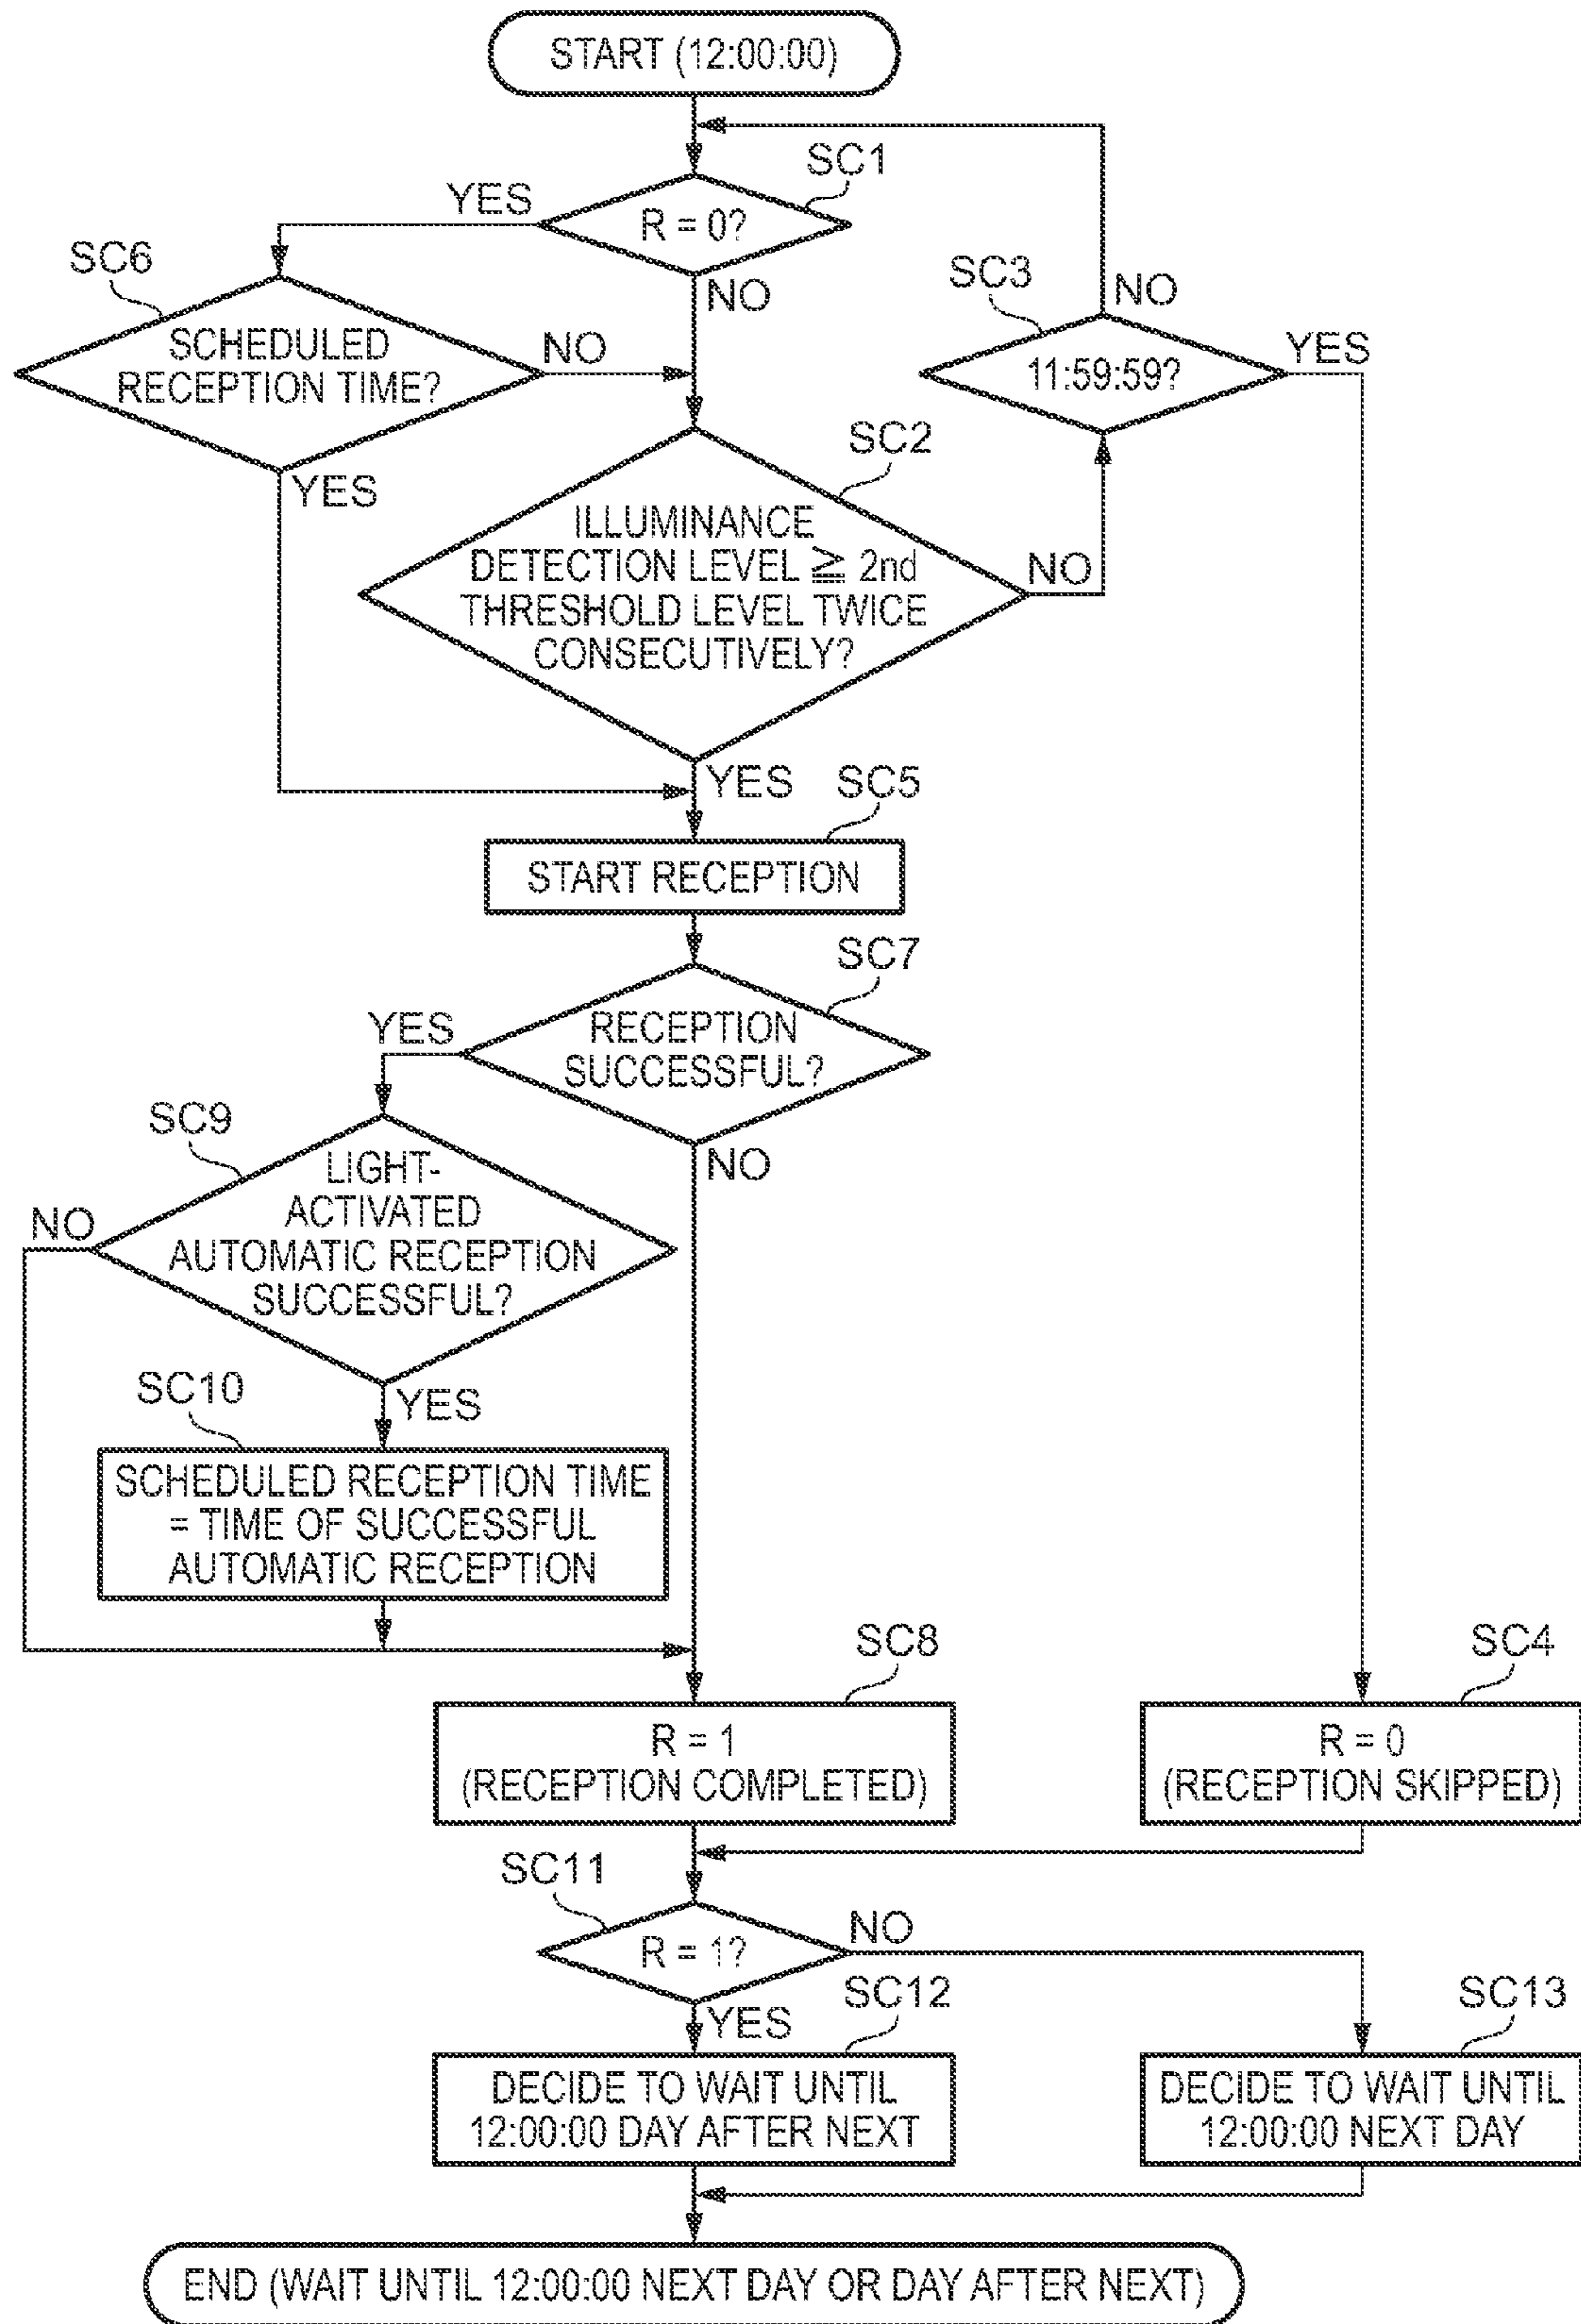 START (12:00:00)
SC1
YES
R = 0?
SC6
NO
SC3
NO
SCHEDULED
RECEPTION TIME?
NO
11:59:59?
YES
YES
SC2
ILLUMINANCE
DETECTION LEVEL ≧ 2nd
THRESHOLD LEVEL TWICE
CONSECUTIVELY?
NO
YES
SC5
START RECEPTION
SC7
YES
RECEPTION
SUCCESSFUL?
SC9
NO
LIGHT-
ACTIVATED
AUTOMATIC RECEPTION
SUCCESSFUL?
NO
SC10
YES
SCHEDULED RECEPTION TIME
= TIME OF SUCCESSFUL
AUTOMATIC RECEPTION
SC8
SC4
R = 1
(RECEPTION COMPLETED)
R = 0
(RECEPTION SKIPPED)
SC11
R = 1?
NO
YES
SC12
SC13
DECIDE TO WAIT UNTIL
12:00:00 DAY AFTER NEXT
DECIDE TO WAIT UNTIL
12:00:00 NEXT DAY
END (WAIT UNTIL 12:00:00 NEXT DAY OR DAY AFTER NEXT)